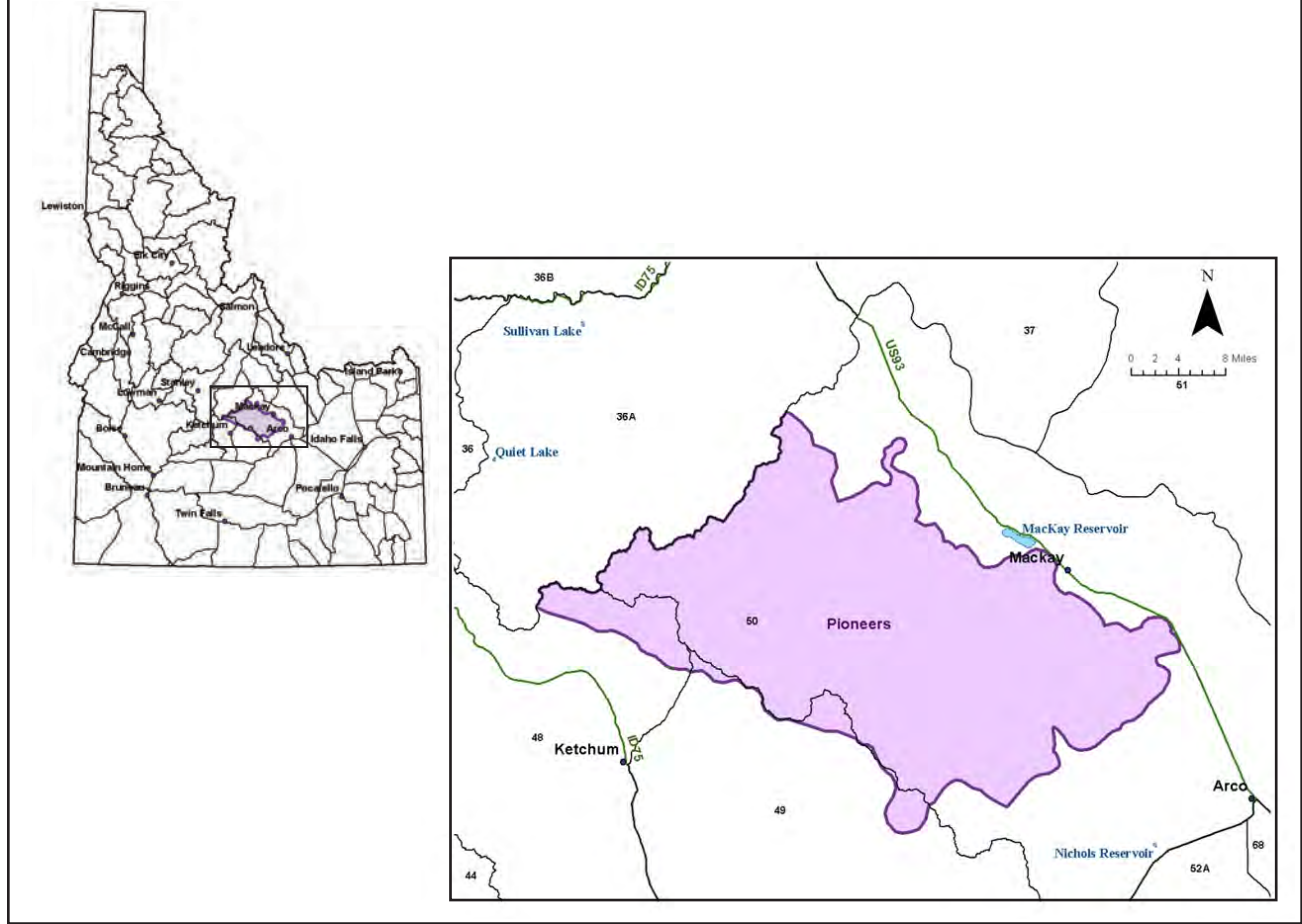 Lewiston
Elk City
Riggins
Salmon
McCall
Leadore
Cambridge
Island Park
Stanley
Lowman
Mackay
Ketchum
Arco
Boise
Idaho Falls
Mountain Home
Bruneau
Pocatello
Twin Falls
36B
ID75
Sullivan Lake
37
N
US93
0 2 4 8 Miles
51
36A
36
Quiet Lake
MacKay Reservoir
Mackay
50
Pioneers
48
Ketchum
ID75
Arco
49
Nichols Reservoir
68
52A
44